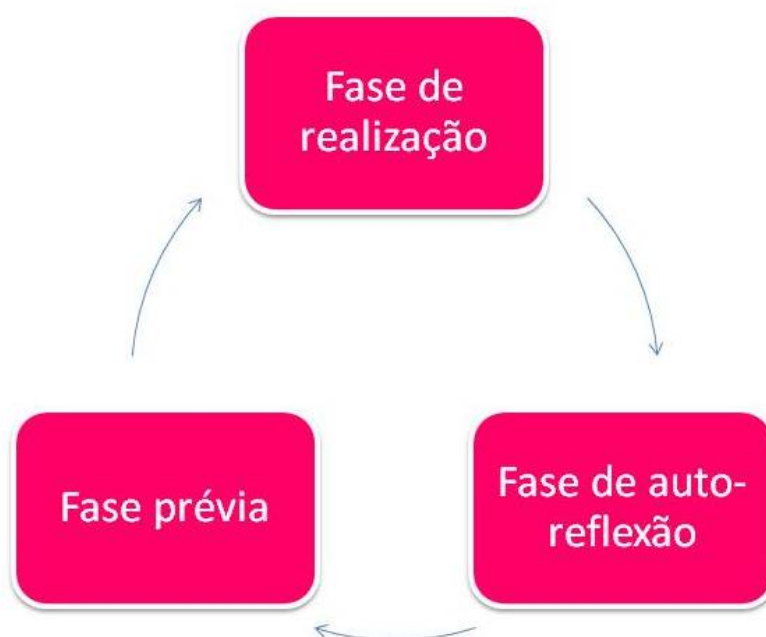 Fase de
realização
Fase prévia
Fase de auto-
reflexão